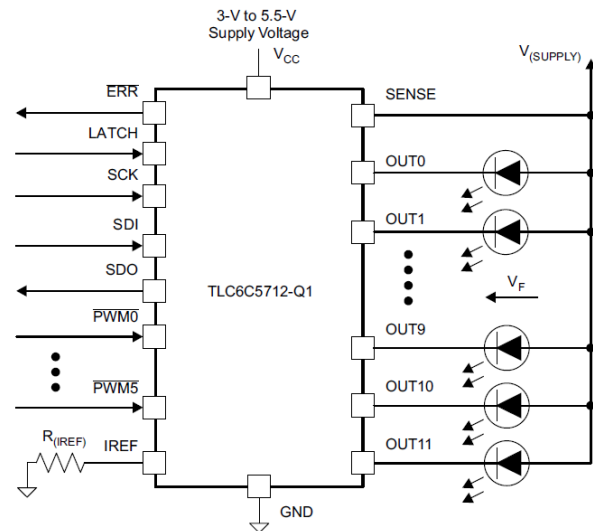 3-V to 5.5-V
Supply Voltage
VCC
V(SUPPLY)
ERR
SENSE
LATCH
OUT0
SCK
OUT1
SDI
SDO
TLC6C5712-Q1
VF
PWM0
OUT9
OUT10
PWM5
R(IREF)
IREF
OUT11
GND